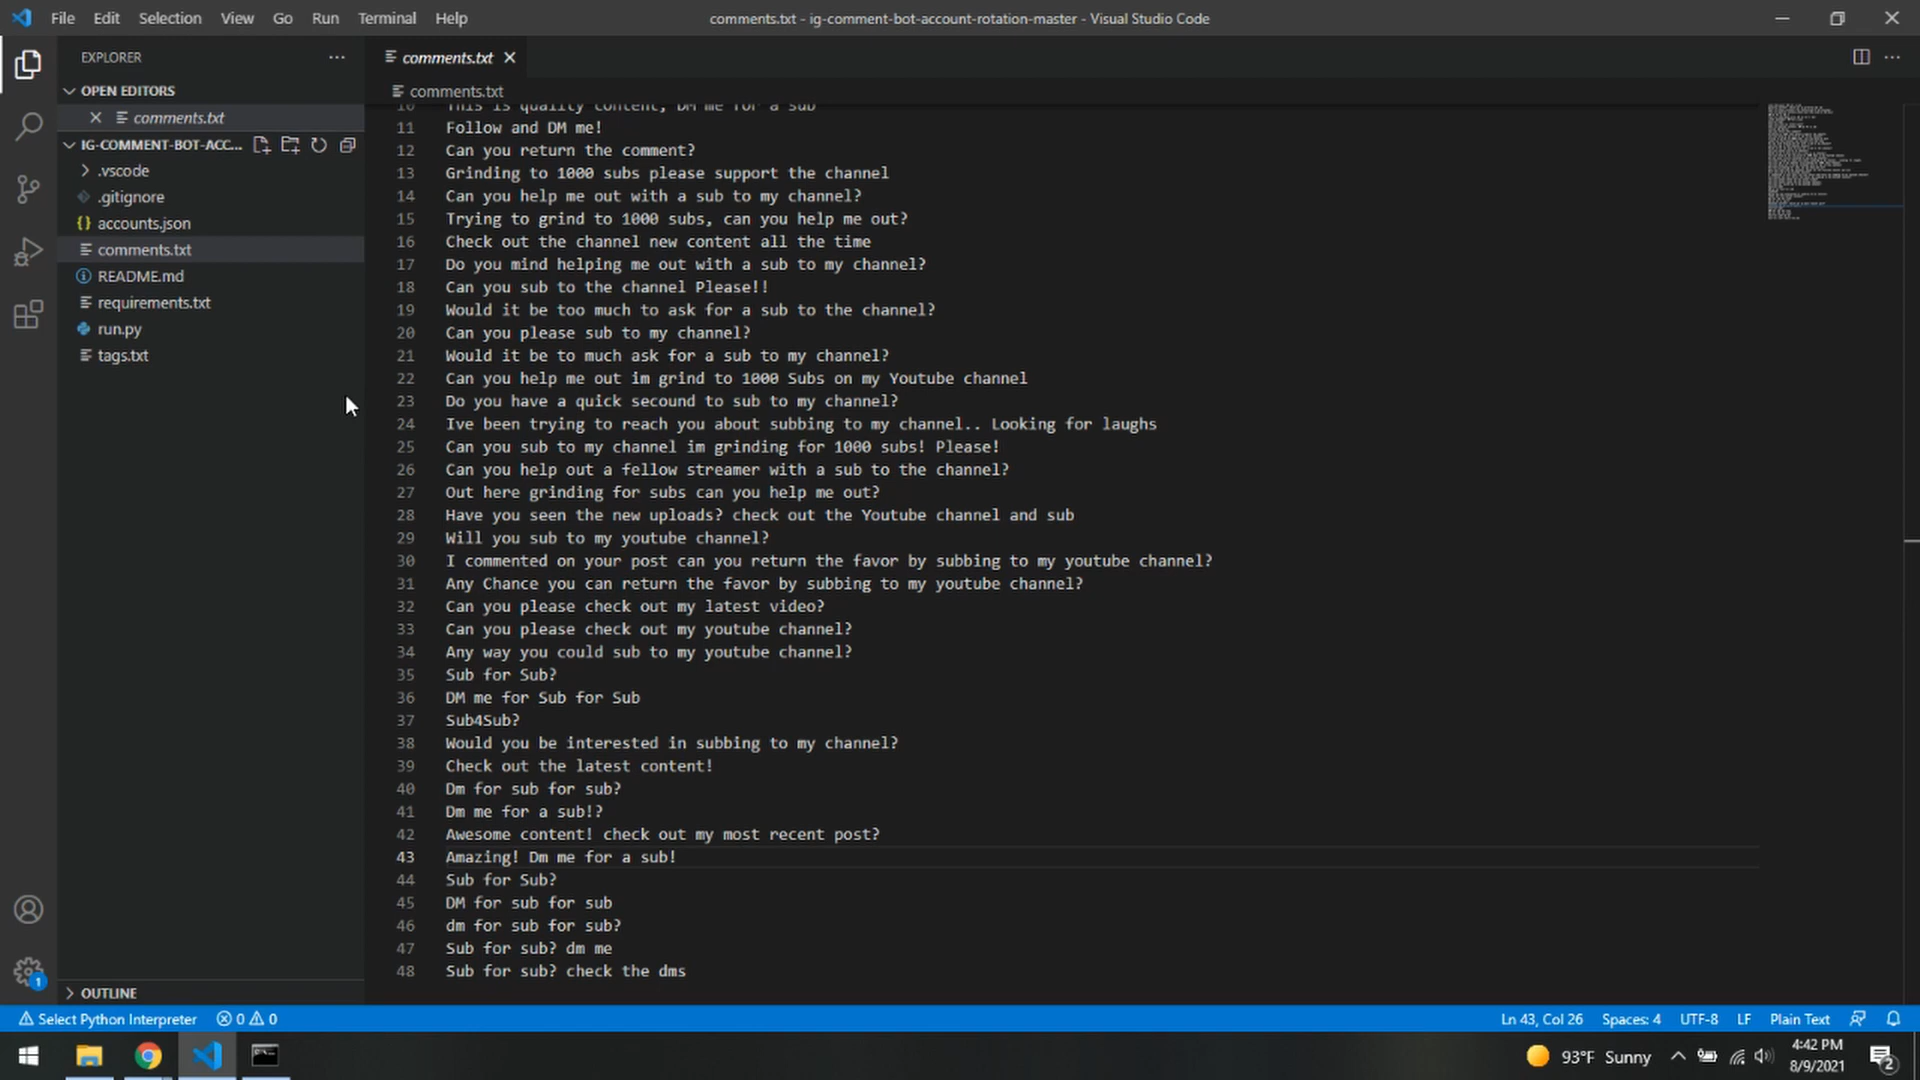 File Edit Selection View Go Run Terminal Help
comments.txt - ig-comment-bot-account-rotation-master - Visual Studio Code
EXPLORER
OPEN EDITORS
comments.txt
IG-COMMENT-BOT-ACC...
.vscode
.gitignore
{} accounts.json
comments.txt
README.md
requirements.txt
run.py
tags.txt
OUTLINE
comments.txt
comments.txt
10 This is quality content, DM me for a sub
11 Follow and DM me!
12 Can you return the comment?
13 Grinding to 1000 subs please support the channel
14 Can you help me out with a sub to my channel?
15 Trying to grind to 1000 subs, can you help me out?
16 Check out the channel new content all the time
17 Do you mind helping me out with a sub to my channel?
18 Can you sub to the channel Please!!
19 Would it be too much to ask for a sub to the channel?
20 Can you please sub to my channel?
21 Would it be to much ask for a sub to my channel?
22 Can you help me out im grind to 1000 Subs on my Youtube channel
23 Do you have a quick secound to sub to my channel?
24 Ive been trying to reach you about subbing to my channel.. Looking for laughs
25 Can you sub to my channel im grinding for 1000 subs! Please!
26 Can you help out a fellow streamer with a sub to the channel?
27 Out here grinding for subs can you help me out?
28 Have you seen the new uploads? check out the Youtube channel and sub
29 Will you sub to my youtube channel?
30 I commented on your post can you return the favor by subbing to my youtube channel?
31 Any Chance you can return the favor by subbing to my youtube channel?
32 Can you please check out my latest video?
33 Can you please check out my youtube channel?
34 Any way you could sub to my youtube channel?
35 Sub for Sub?
36 DM me for Sub for Sub
37 Sub4Sub?
38 Would you be interested in subbing to my channel?
39 Check out the latest content!
40 Dm for sub for sub?
41 Dm me for a sub!?
42 Awesome content! check out my most recent post?
43 Amazing! Dm me for a sub!
44 Sub for Sub?
45 DM for sub for sub
46 dm for sub for sub?
47 Sub for sub? dm me
48 Sub for sub? check the dms
1
Select Python Interpreter 0 0
Ln 43, Col 26 Spaces: 4 UTF-8 LF Plain Text
93°F Sunny
4:42 PM
8/9/2021
2